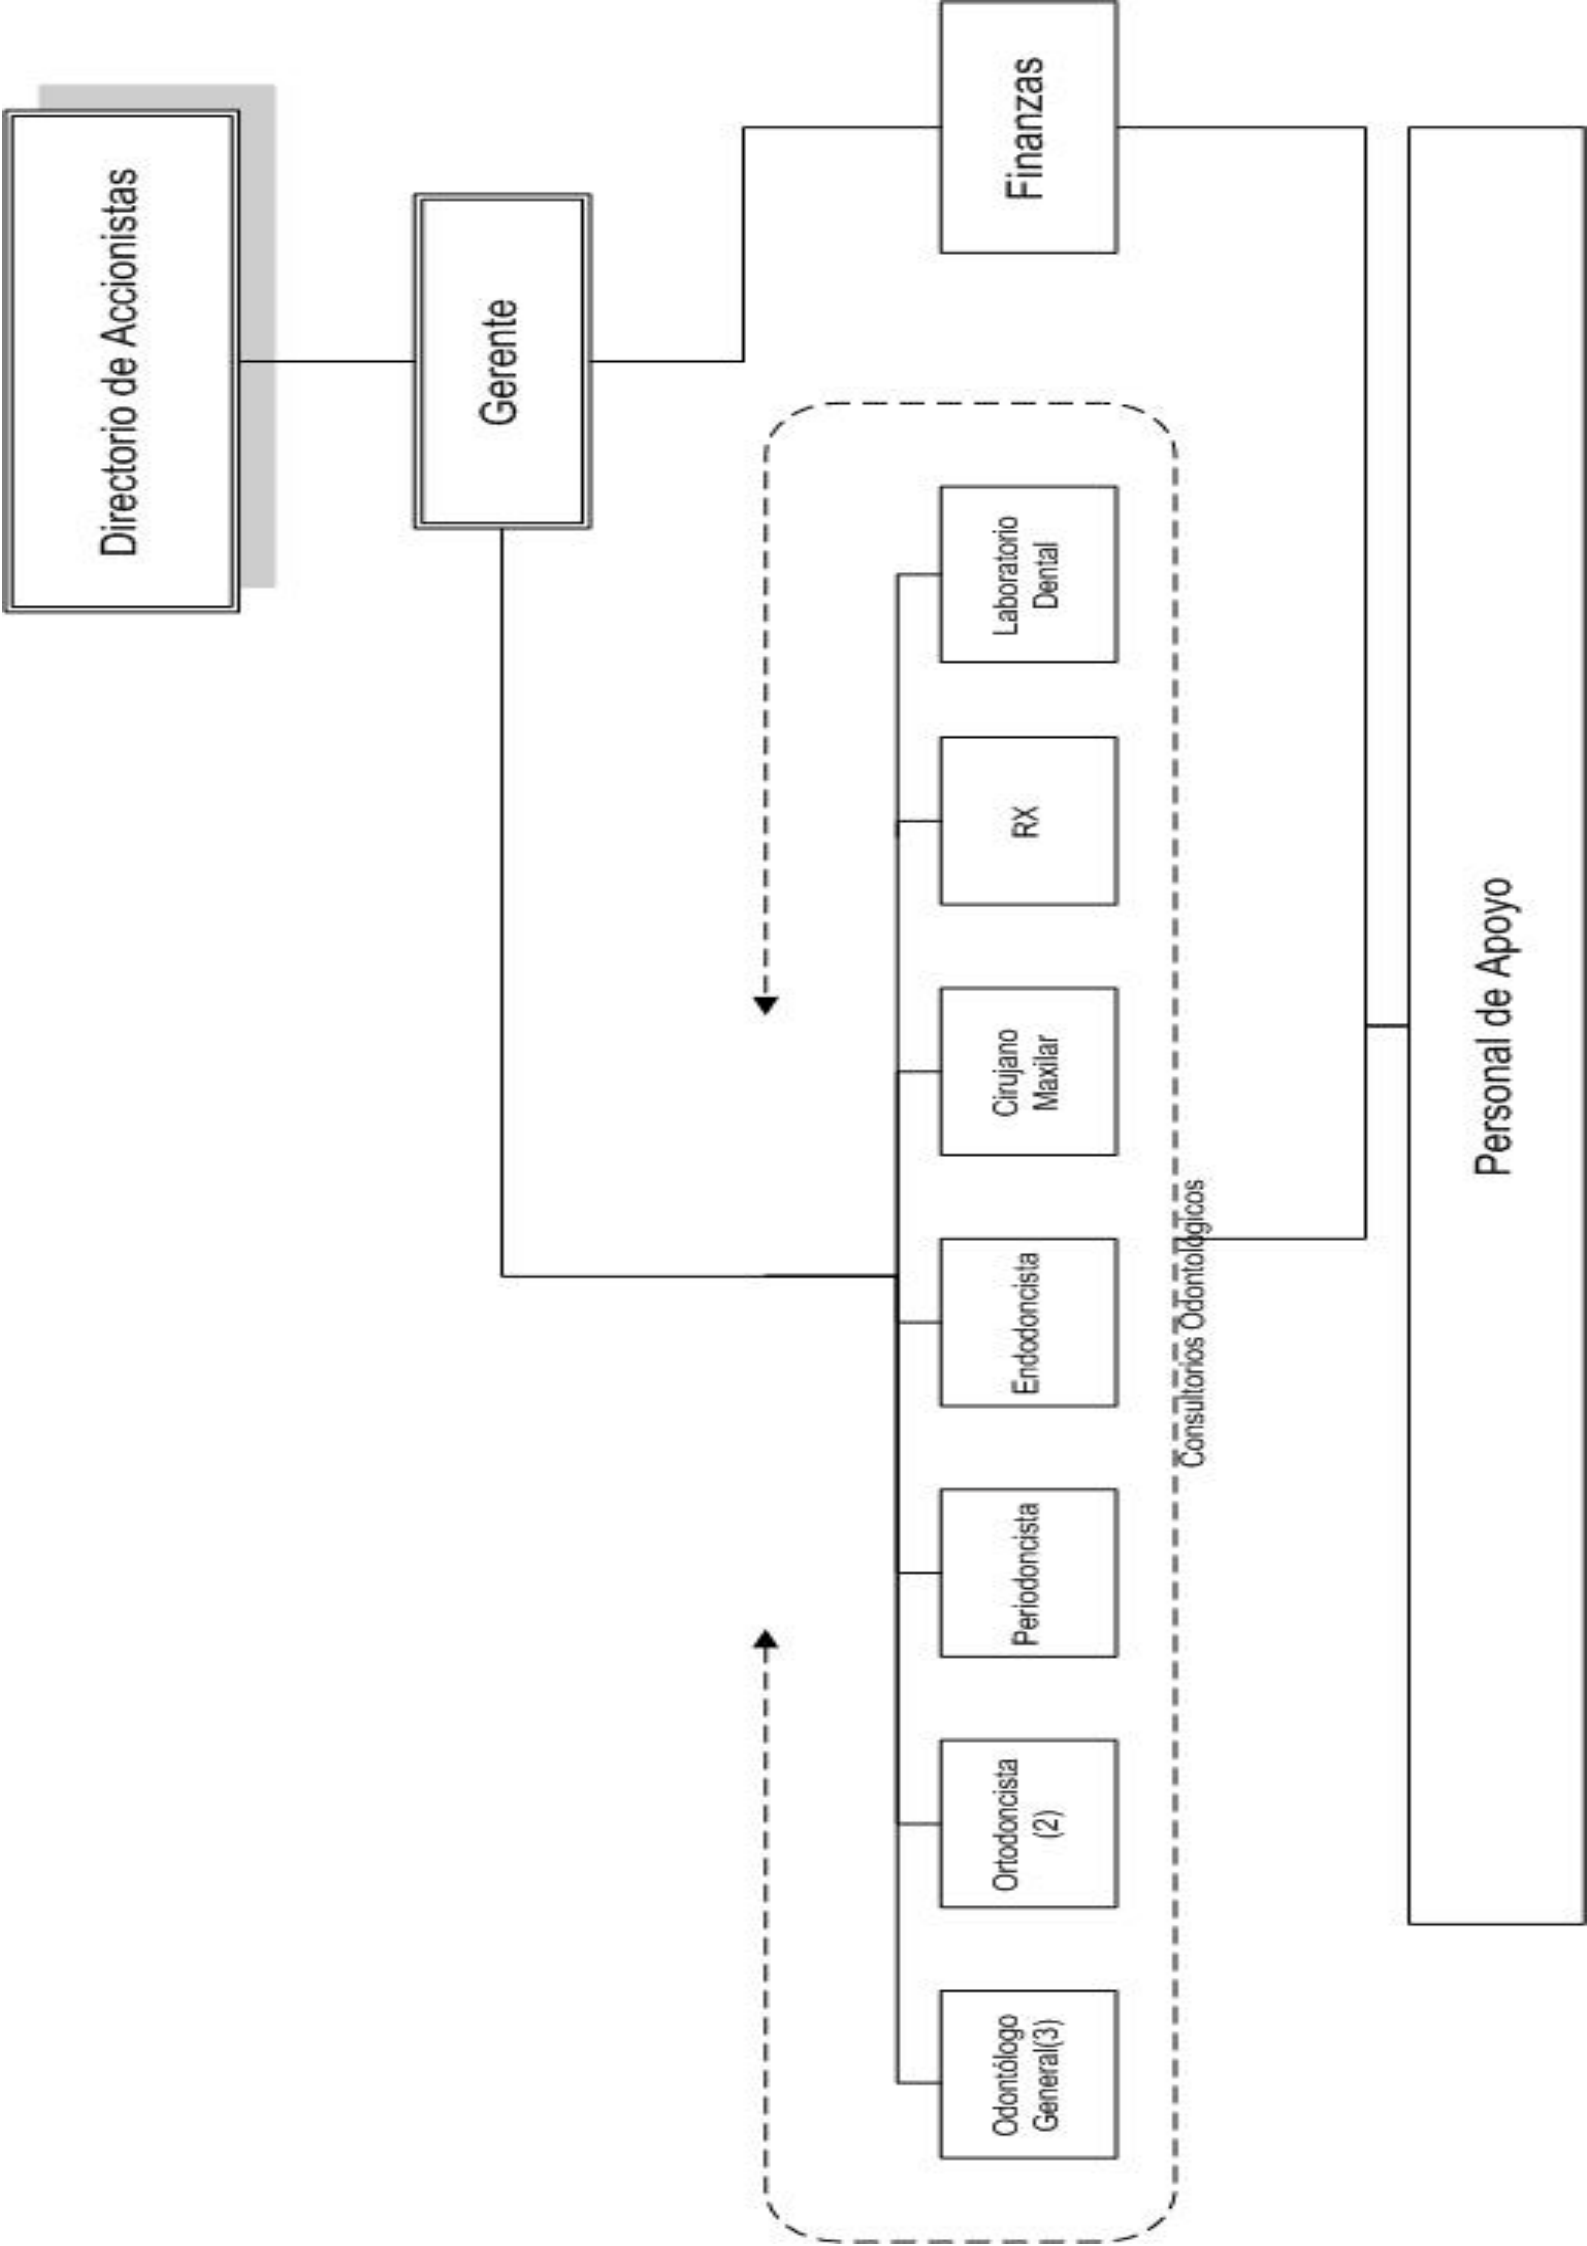 Directorio de Accionistas
Gerente
Odontólogo
General(3)
Ortodoncista
(2)
Periodoncista
Endodoncista
Cirujano
Maxilar
RX
Laboratorio
Dental
Finanzas
Consultorios Odontológicos
Personal de Apoyo